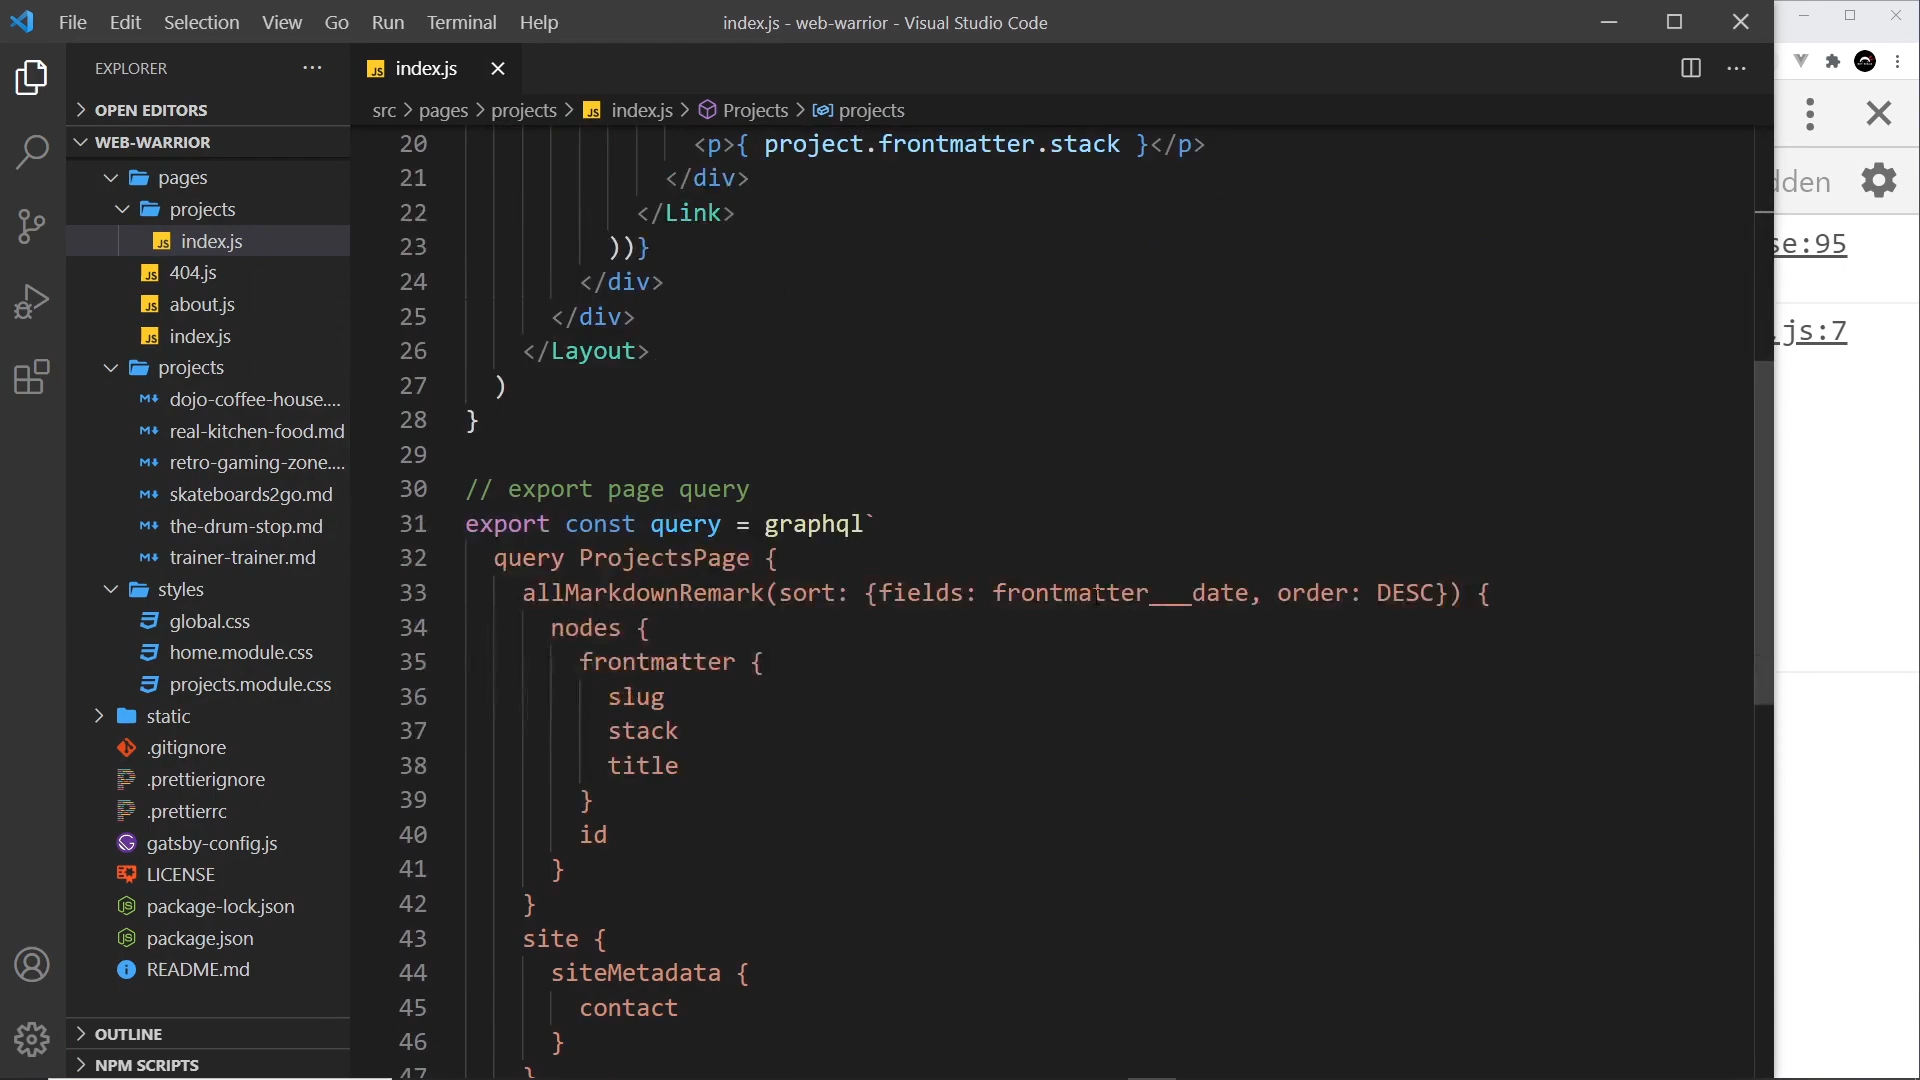 File Edit Selection View Go Run Terminal Help
index.js - web-warrior - Visual Studio Code
EXPLORER
OPEN EDITORS
WEB-WARRIOR
pages
projects
index.js
404.js
about.js
index.js
projects
dojo-coffee-house....
real-kitchen-food.md
retro-gaming-zone....
skateboards2go.md
the-drum-stop.md
trainer-trainer.md
styles
global.css
home.module.css
projects.module.css
static
.gitignore
.prettierignore
.prettierrc
gatsby-config.js
LICENSE
package-lock.json
package.json
README.md
OUTLINE
NPM SCRIPTS
index.js
src > pages > projects > index.js > Projects > projects
20 <p>{ project.frontmatter.stack }</p>
21 </div>
22 </Link>
23 ))}
24 </div>
25 </div>
26 </Layout>
27 )
28 }
29
30 // export page query
31 export const query = graphql`
32 query ProjectsPage {
33 allMarkdownRemark(sort: {fields: frontmatter___date, order: DESC}) {
34 nodes {
35 frontmatter {
36 slug
37 stack
38 title
39 }
40 id
41 }
42 }
43 site {
44 siteMetadata {
45 contact
46 }
47 }
dden
se:95
.js:7